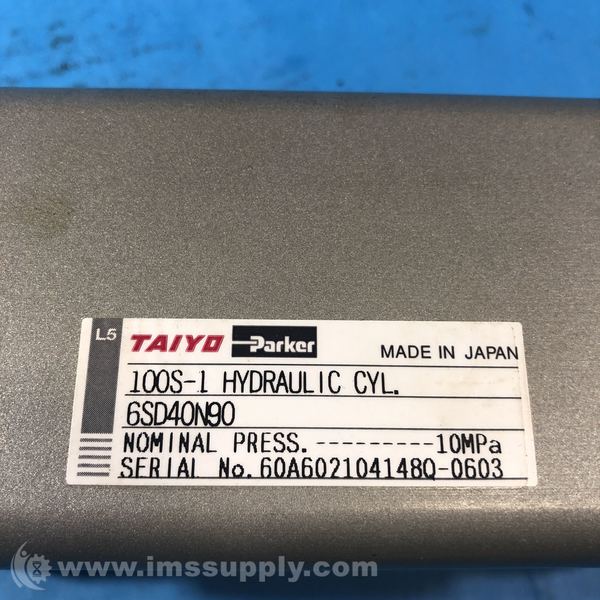 L5 TAIYO Parker MADE IN JAPAN
100S-1 HYDRAULIC CYL.
6SD40N90
NOMINAL PRESS.---------10MPa
SERIAL No.60A602104148Q-0603
www.imssupply.com